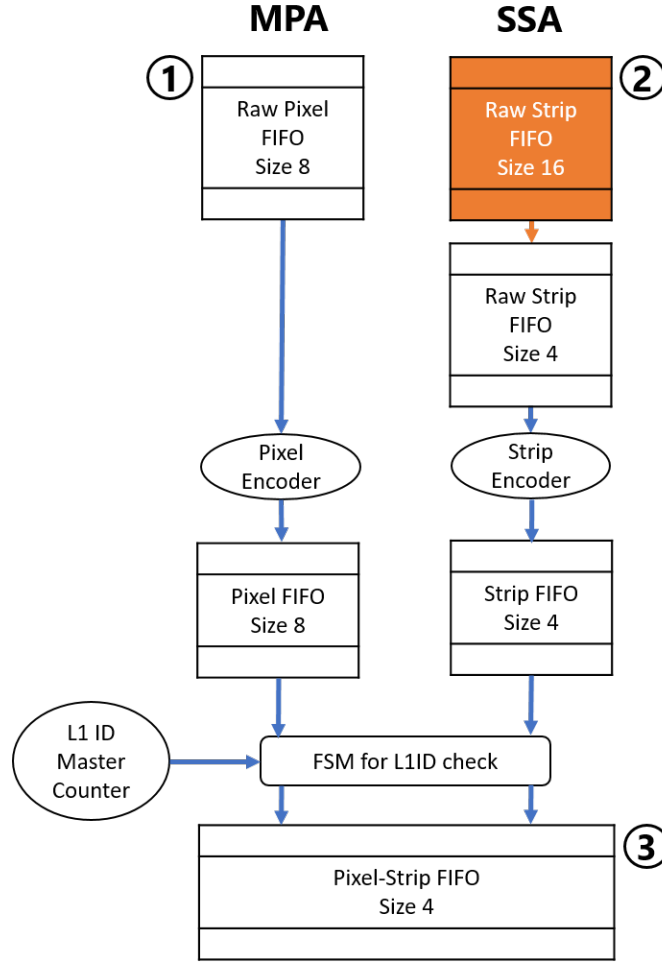 MPA
SSA
1
2
Raw Pixel
FIFO
Size 8
Raw Strip
FIFO
Size 16
Raw Strip
FIFO
Size 4
Pixel
Encoder
Strip
Encoder
Pixel FIFO
Size 8
Strip FIFO
Size 4
L1 ID
Master
Counter
FSM for L1ID check
3
Pixel-Strip FIFO
Size 4